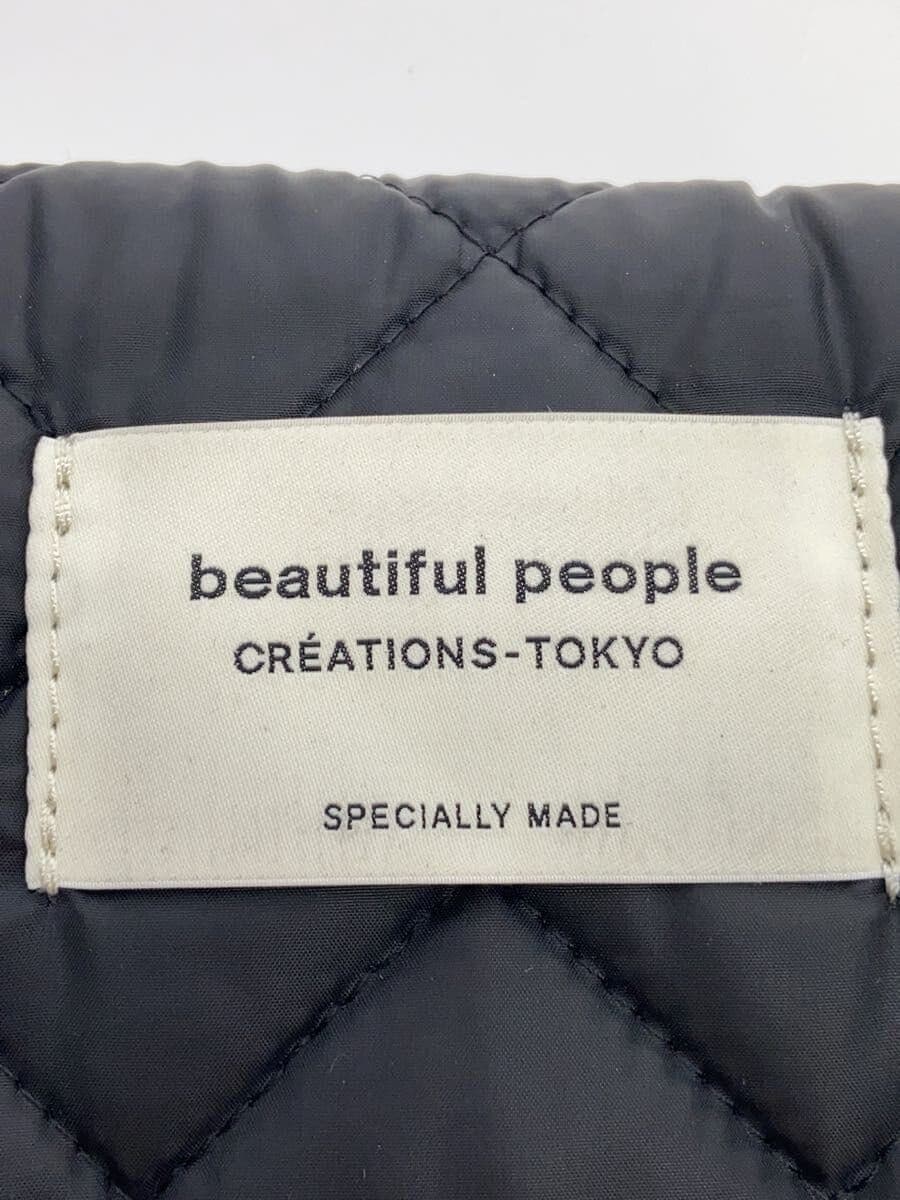 beautiful people
CRÉATIONS-TOKYO
SPECIALLY MADE